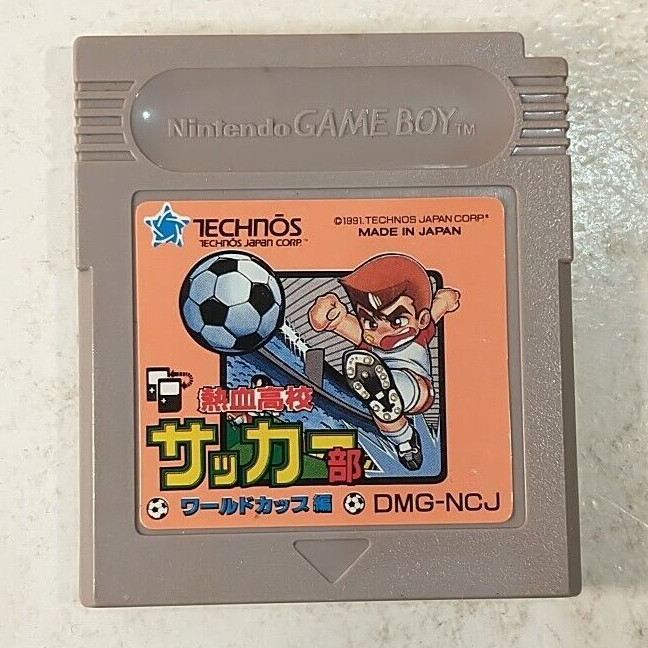 Nintendo GAME BOY TM
TECHNŌS
TECHNŌS JAPAN CORP.™
©1991. TECHNOS JAPAN CORP.®
MADE IN JAPAN
熱血高校
サッカー部
ワールドカップ編
DMG-NCJ